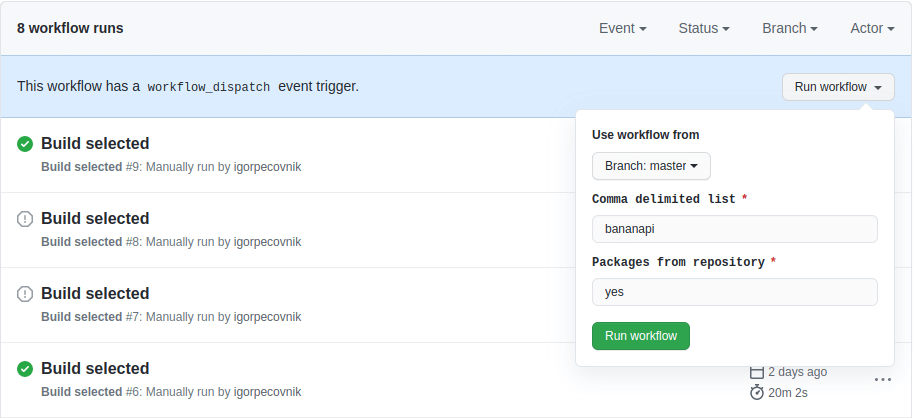 8 workflow runs Event Status Branch Actor
This workflow has a workflow_dispatch event trigger. Run workflow
Use workflow from
Branch: master
Comma delimited list *
bananapi
Packages from repository *
yes
Run workflow
Build selected
Build selected #9: Manually run by igorpecovnik
Build selected
Build selected #8: Manually run by igorpecovnik
Build selected
Build selected #7: Manually run by igorpecovnik
Build selected
Build selected #6: Manually run by igorpecovnik
2 days ago
20m 2s